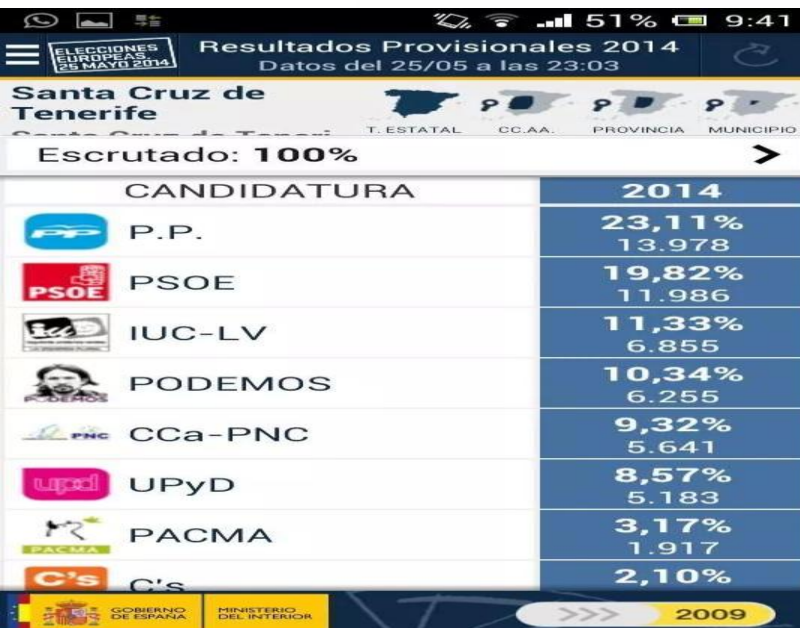 51% 9:41
ELECCIONES
EUROPEAS
25 MAYO 2014
Resultados Provisionales 2014
Datos del 25/05 a las 23:03
Santa Cruz de
Tenerife
T. ESTATAL CC.AA. PROVINCIA MUNICIPIO
Escrutado: 100%
CANDIDATURA 2014
PP P.P. 23,11%
13.978
PSOE PSOE 19,82%
11.986
IUC-LV 11,33%
6.855
PODEMOS PODEMOS 10,34%
6.255
PNC CCa-PNC 9,32%
5.641
upd UPyD 8,57%
5.183
PACMA PACMA 3,17%
1.917
C's C's 2,10%
GOBIERNO
DE ESPAÑA
MINISTERIO
DEL INTERIOR
>>> 2009